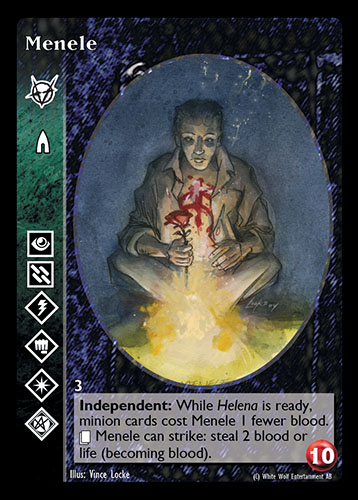 Menele
3
Independent: While Helena is ready,
minion cards cost Menele 1 fewer blood.
Menele can strike: steal 2 blood or
life (becoming blood).
10
Illus: Vince Locke
(C) White Wolf Entertainment AB